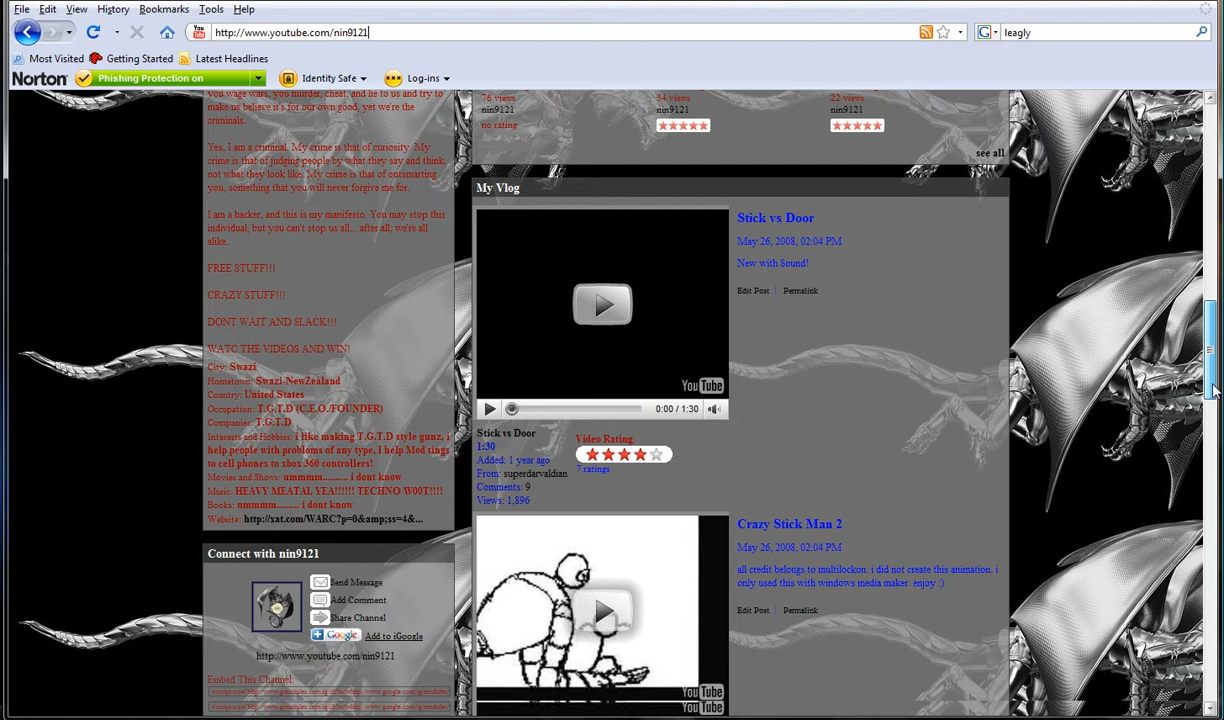 File Edit View History Bookmarks Tools Help
http://www.youtube.com/nin9121
leagly
Most Visited Getting Started Latest Headlines
Norton Phishing Protection on Identity Safe Log-ins
you wage wars, you murder, cheat, and lie to us and try to
make us believe it's for our own good, yet we're the
criminals.
Yes, I am a criminal. My crime is that of curiosity. My
crime is that of judging people by what they say and think,
not what they look like. My crime is that of outsmarting
you, something that you will never forgive me for.
I am a hacker, and this is my manifesto. You may stop this
individual, but you can't stop us all... after all, we're all
alike.
FREE STUFF!!!
CRAZY STUFF!!!
DONT WAIT AND SLACK!!!
WATC THE VIDEOS AND WIN!
City: Swazi
Hometown: Swazi-NewZealand
Country: United States
Occupation: T.G.T.D (C.E.O./FOUNDER)
Companies: T.G.T.D
Interests and Hobbies: i like making T.G.T.D style gunz, i
help people with probloms of any type, I help Mod tings
to cell phones to xbox 360 controllers!
Movies and Shows: ummmm.......... i dont know
Music: HEAVY MEATAL YEA!!!!!! TECHNO W00T!!!!
Books: ummmm.......... i dont know
Website: http://xat.com/WARC?p=0&amp;ss=4&...
Connect with nin9121
Send Message
Add Comment
Share Channel
Google Add to iGoogle
http://www.youtube.com/nin9121
Embed This Channel:
76 views 34 views 22 views
nin9121 nin9121 nin9121
no rating
see all
My Vlog
Stick vs Door
May 26, 2008, 02:04 PM
New with Sound!
Edit Post | Permalink
YouTube
0:00 / 1:30
Stick vs Door
1:30
Added: 1 year ago
From: superdarvaldian
Comments: 9
Views: 1,896
Video Rating
7 ratings
Crazy Stick Man 2
May 26, 2008, 02:04 PM
all credit belongs to multilockon. i did not create this animation. i
only used this with windows media maker. enjoy :)
Edit Post | Permalink
YouTube
YouTube